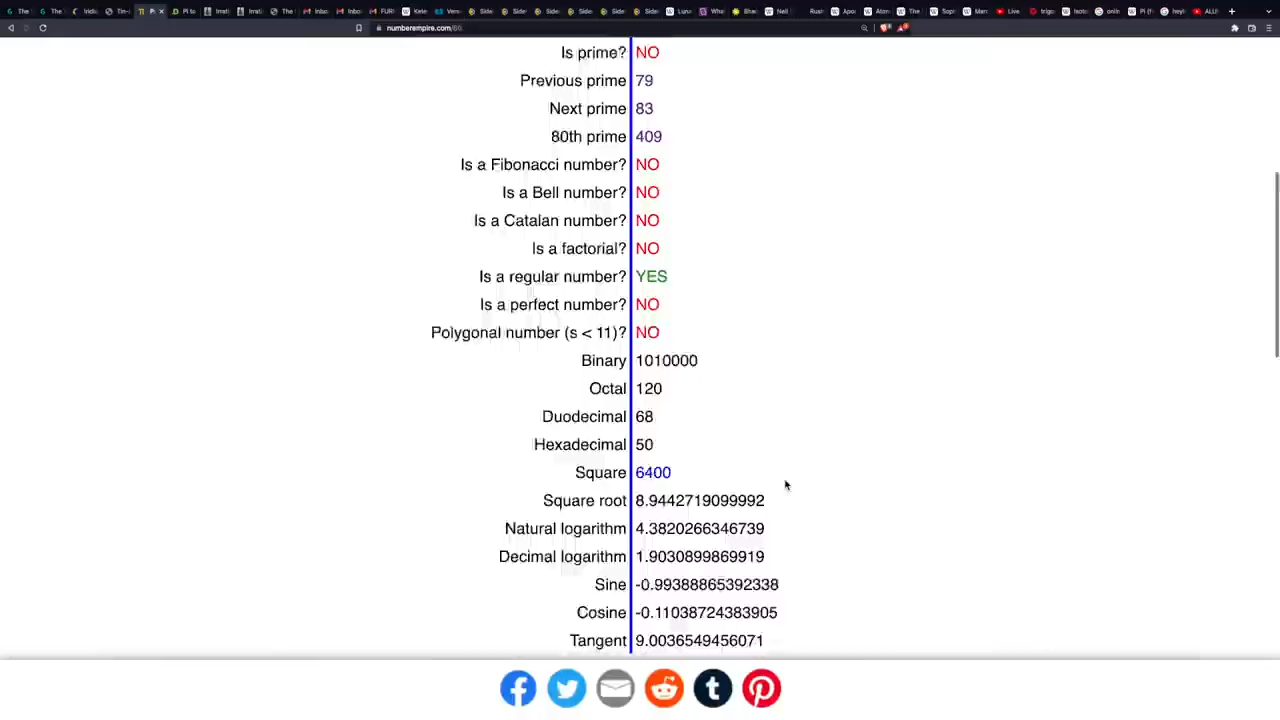 numberempire.com/80
Is prime? NO
Previous prime 79
Next prime 83
80th prime 409
Is a Fibonacci number? NO
Is a Bell number? NO
Is a Catalan number? NO
Is a factorial? NO
Is a regular number? YES
Is a perfect number? NO
Polygonal number (s < 11)? NO
Binary 1010000
Octal 120
Duodecimal 68
Hexadecimal 50
Square 6400
Square root 8.9442719099992
Natural logarithm 4.3820266346739
Decimal logarithm 1.9030899869919
Sine -0.99388865392338
Cosine -0.11038724383905
Tangent 9.0036549456071